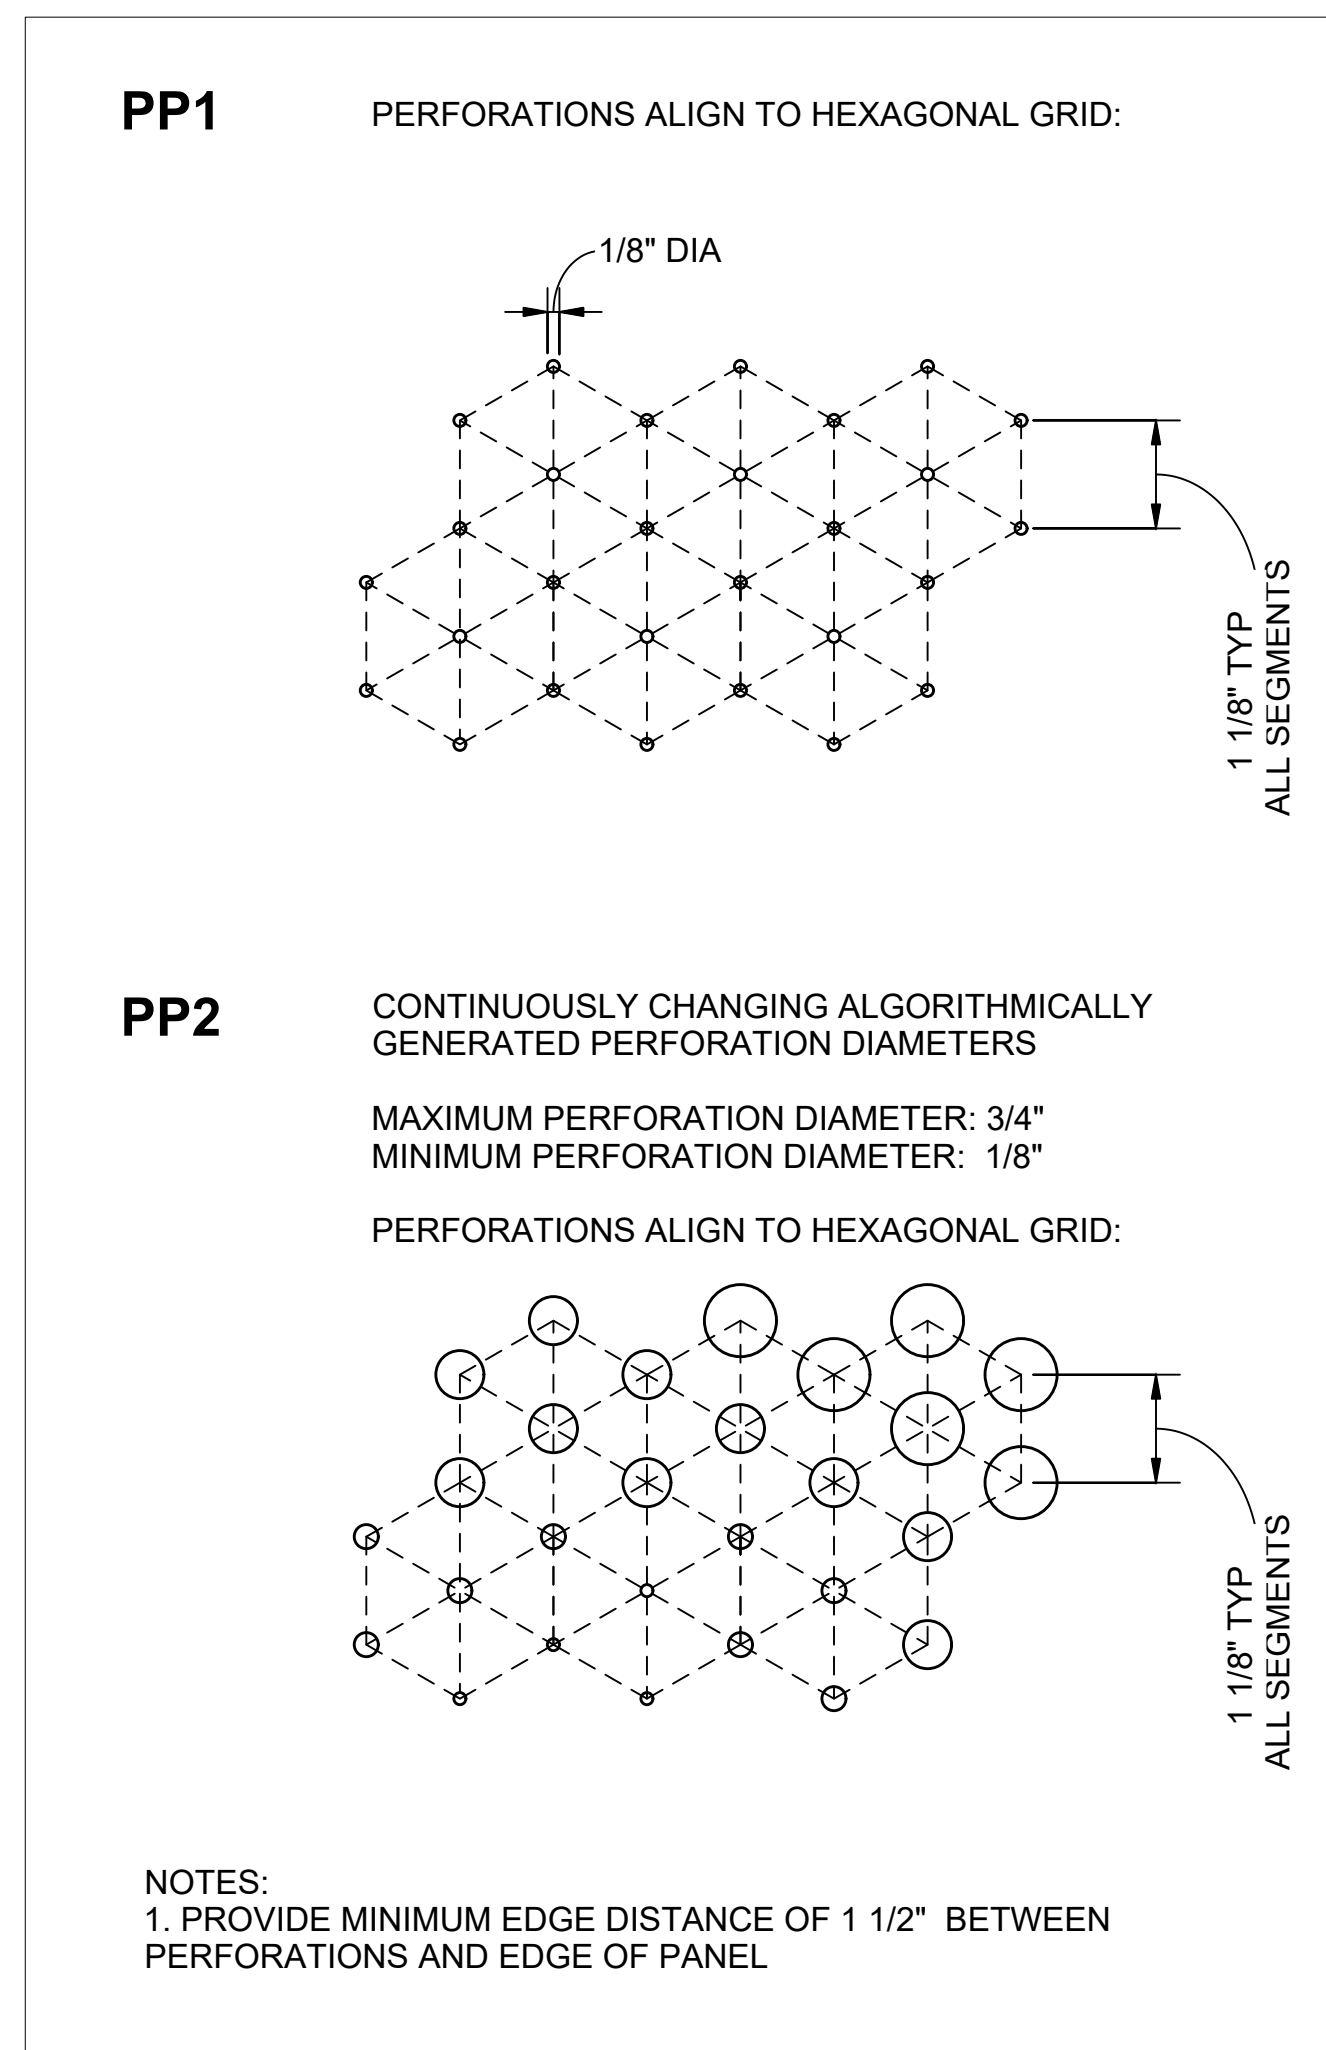 PP1
PERFORATIONS ALIGN TO HEXAGONAL GRID:
1/8" DIA
1 1/8" TYP
ALL SEGMENTS
PP2
CONTINUOUSLY CHANGING ALGORITHMICALLY
GENERATED PERFORATION DIAMETERS
MAXIMUM PERFORATION DIAMETER: 3/4"
MINIMUM PERFORATION DIAMETER:  1/8"
PERFORATIONS ALIGN TO HEXAGONAL GRID:
1 1/8" TYP
ALL SEGMENTS
NOTES:
1. PROVIDE MINIMUM EDGE DISTANCE OF 1 1/2"  BETWEEN
PERFORATIONS AND EDGE OF PANEL